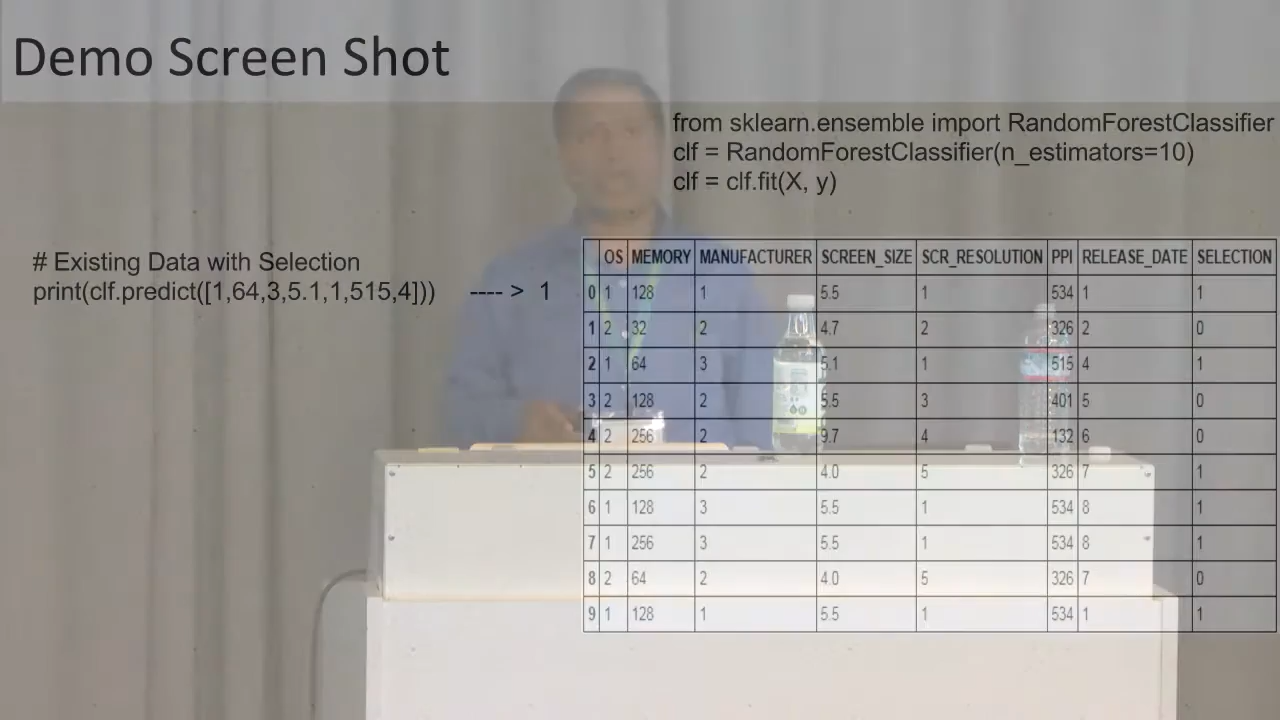 Demo Screen Shot
from sklearn.ensemble import RandomForestClassifier
clf = RandomForestClassifier(n_estimators=10)
clf = clf.fit(X, y)
# Existing Data with Selection
print(clf.predict([1,64,3,5.1,1,515,4])) ---- > 1
OS MEMORY MANUFACTURER SCREEN_SIZE SCR_RESOLUTION PPI RELEASE_DATE SELECTION
0 1 128 1 5.5 1 534 1 1
1 2 32 2 4.7 2 326 2 0
2 1 64 3 5.1 1 515 4 1
3 2 128 2 5.5 3 401 5 0
4 2 256 2 9.7 4 132 6 0
5 2 256 2 4.0 5 326 7 1
6 1 128 3 5.5 1 534 8 1
7 1 256 3 5.5 1 534 8 1
8 2 64 2 4.0 5 326 7 0
9 1 128 1 5.5 1 534 1 1